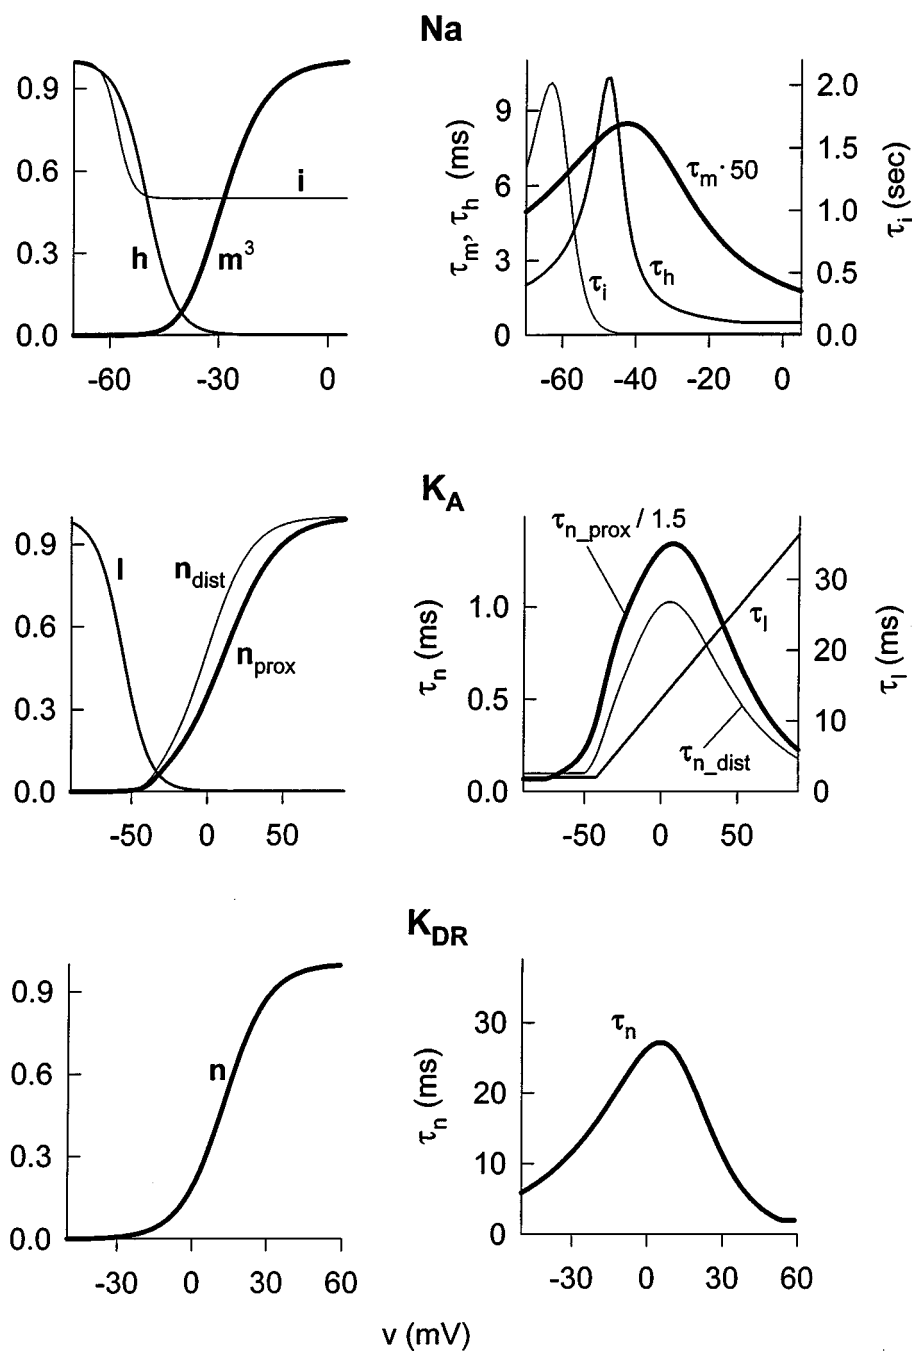 Na
0.9
0.6
0.3
0.0
i
h
m³
-60
-30
0
τm, τh (ms)
9
6
3
0
τm·50
τh
τi
2.0
1.5
1.0
0.5
0.0
τi (sec)
-60
-40
-20
0
KA
0.9
0.6
0.3
0.0
l
ndist
nprox
-50
0
50
τn (ms)
1.0
0.5
0.0
τn_prox / 1.5
τl
τn_dist
30
20
10
0
τl (ms)
-50
0
50
KDR
0.9
0.6
0.3
0.0
n
-30
0
30
60
τn (ms)
30
20
10
0
τn
-30
0
30
60
v (mV)